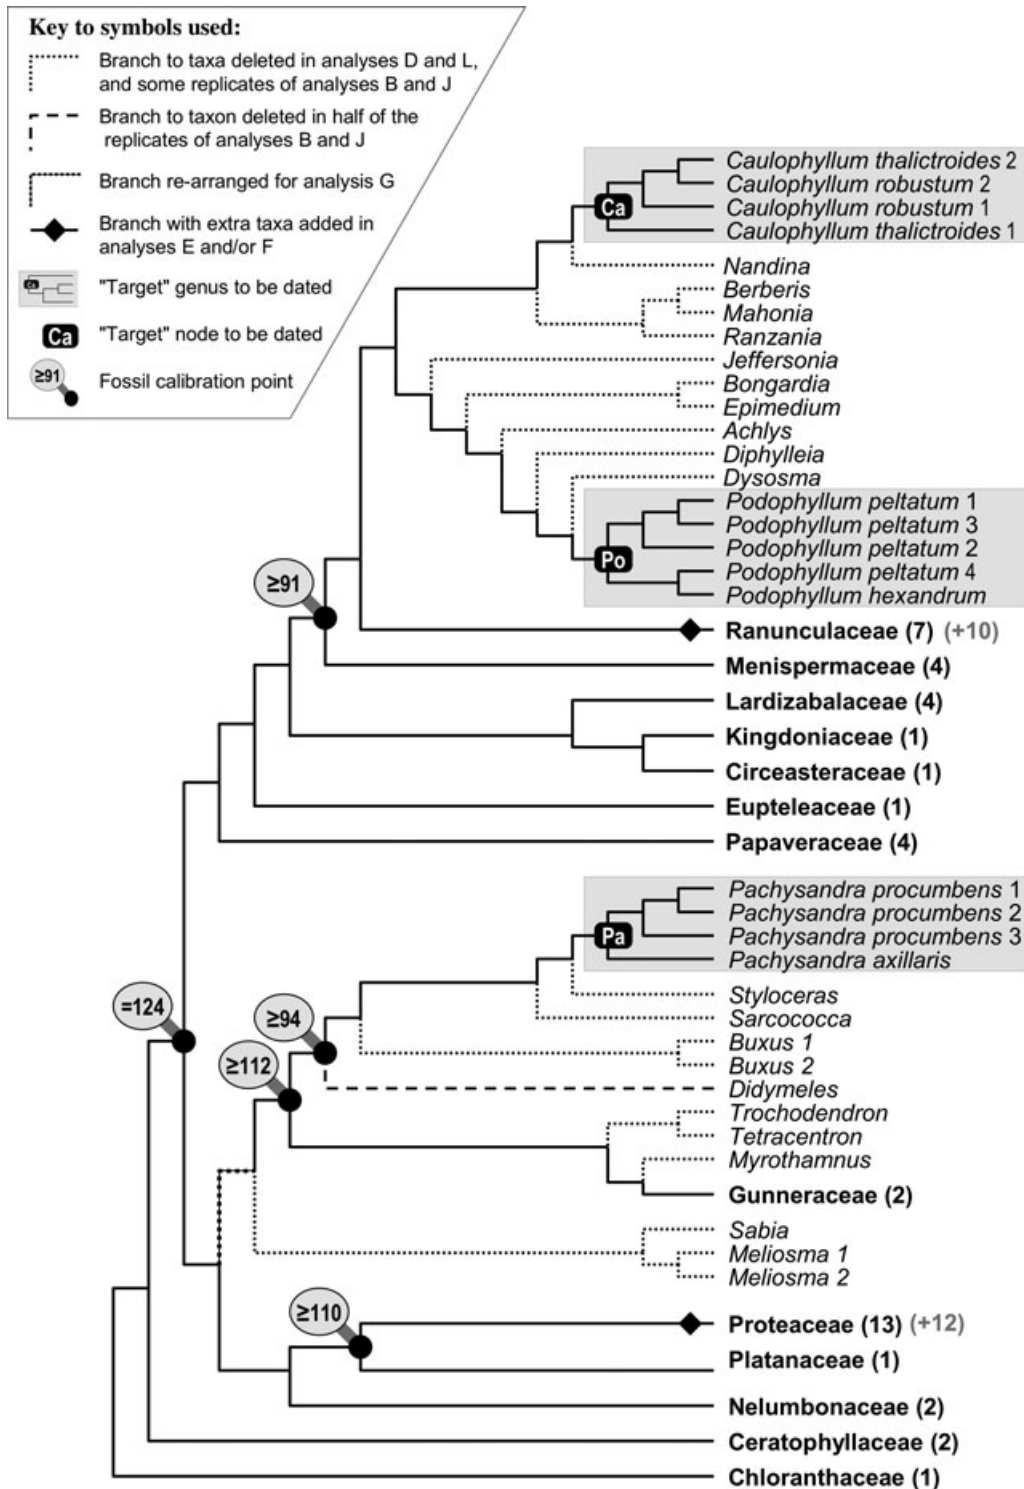 Key to symbols used:
Branch to taxa deleted in analyses D and L,
and some replicates of analyses B and J
Branch to taxon deleted in half of the
replicates of analyses B and J
Branch re-arranged for analysis G
Branch with extra taxa added in
analyses E and/or F
Ca
"Target" genus to be dated
Ca
"Target" node to be dated
≥91
Fossil calibration point
Caulophyllum thalictroides 2
Caulophyllum robustum 2
Ca
Caulophyllum robustum 1
Caulophyllum thalictroides 1
Nandina
Berberis
Mahonia
Ranzania
Jeffersonia
Bongardia
Epimedium
Achlys
Diphylleia
Dysosma
Podophyllum peltatum 1
Podophyllum peltatum 3
Podophyllum peltatum 2
Po
Podophyllum peltatum 4
Podophyllum hexandrum
≥91
Ranunculaceae (7) (+10)
Menispermaceae (4)
Lardizabalaceae (4)
Kingdoniaceae (1)
Circeasteraceae (1)
Eupteleaceae (1)
Papaveraceae (4)
Pachysandra procumbens 1
Pachysandra procumbens 2
Pa
Pachysandra procumbens 3
Pachysandra axillaris
Styloceras
=124
≥94
Sarcococca
Buxus 1
≥112
Buxus 2
Didymeles
Trochodendron
Tetracentron
Myrothamnus
Gunneraceae (2)
Sabia
Meliosma 1
Meliosma 2
≥110
Proteaceae (13) (+12)
Platanaceae (1)
Nelumbonaceae (2)
Ceratophyllaceae (2)
Chloranthaceae (1)